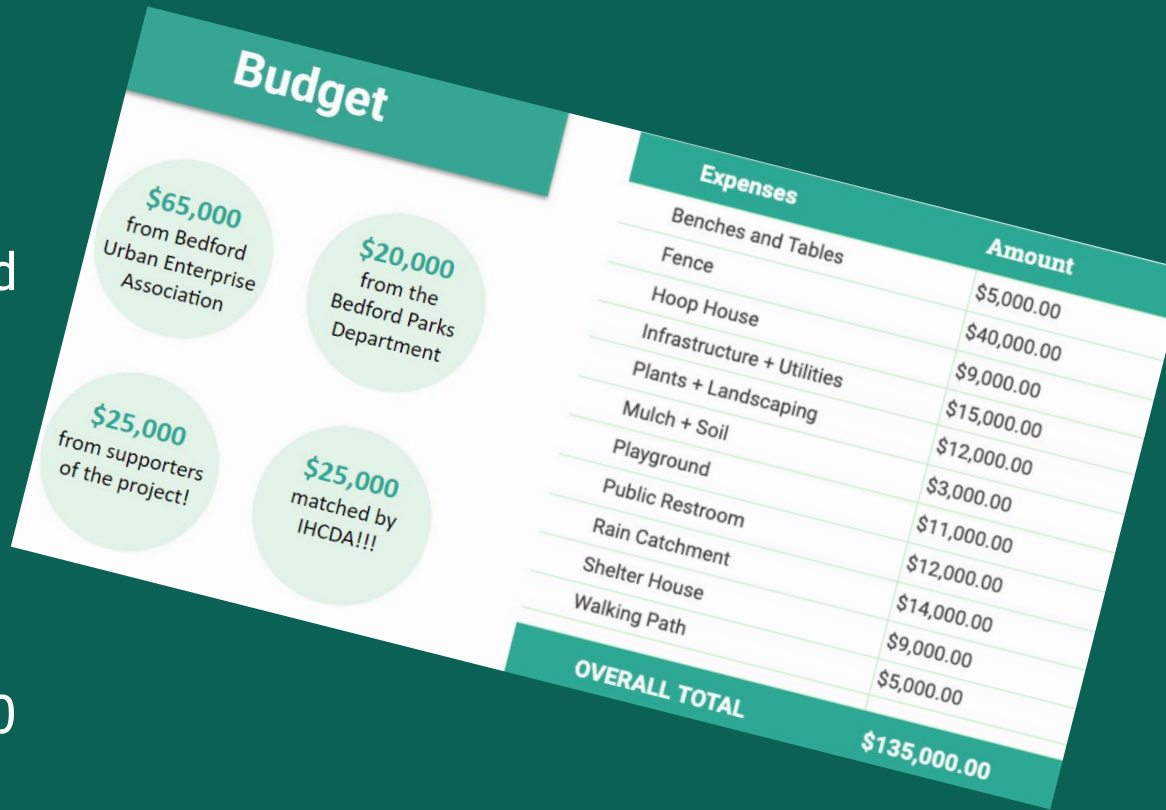 d
0
Budget
$65,000
from Bedford
Urban Enterprise
Association
$20,000
from the
Bedford Parks
Department
$25,000
from supporters
of the project!
$25,000
matched by
IHCDA!!!
Expenses Amount
Benches and Tables $5,000.00
Fence $40,000.00
Hoop House $9,000.00
Infrastructure + Utilities $15,000.00
Plants + Landscaping $12,000.00
Mulch + Soil $3,000.00
Playground $11,000.00
Public Restroom $12,000.00
Rain Catchment $14,000.00
Shelter House $9,000.00
Walking Path $5,000.00
OVERALL TOTAL $135,000.00